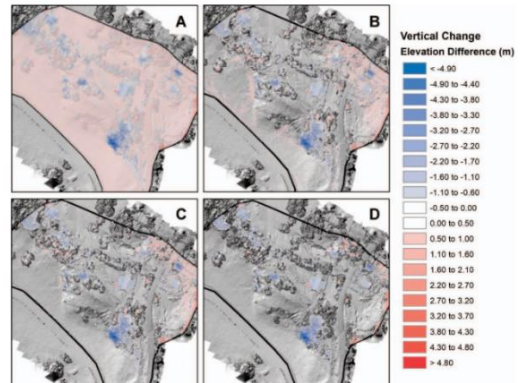 A
B
C
D
Vertical Change
Elevation Difference (m)
< -4.90
-4.90 to -4.40
-4.30 to -3.80
-3.80 to -3.30
-3.20 to -2.70
-2.70 to -2.20
-2.20 to -1.70
-1.60 to -1.10
-1.10 to -0.60
-0.50 to 0.00
0.00 to 0.50
0.50 to 1.00
1.10 to 1.60
1.60 to 2.10
2.20 to 2.70
2.70 to 3.20
3.20 to 3.70
3.80 to 4.30
4.30 to 4.80
> 4.80